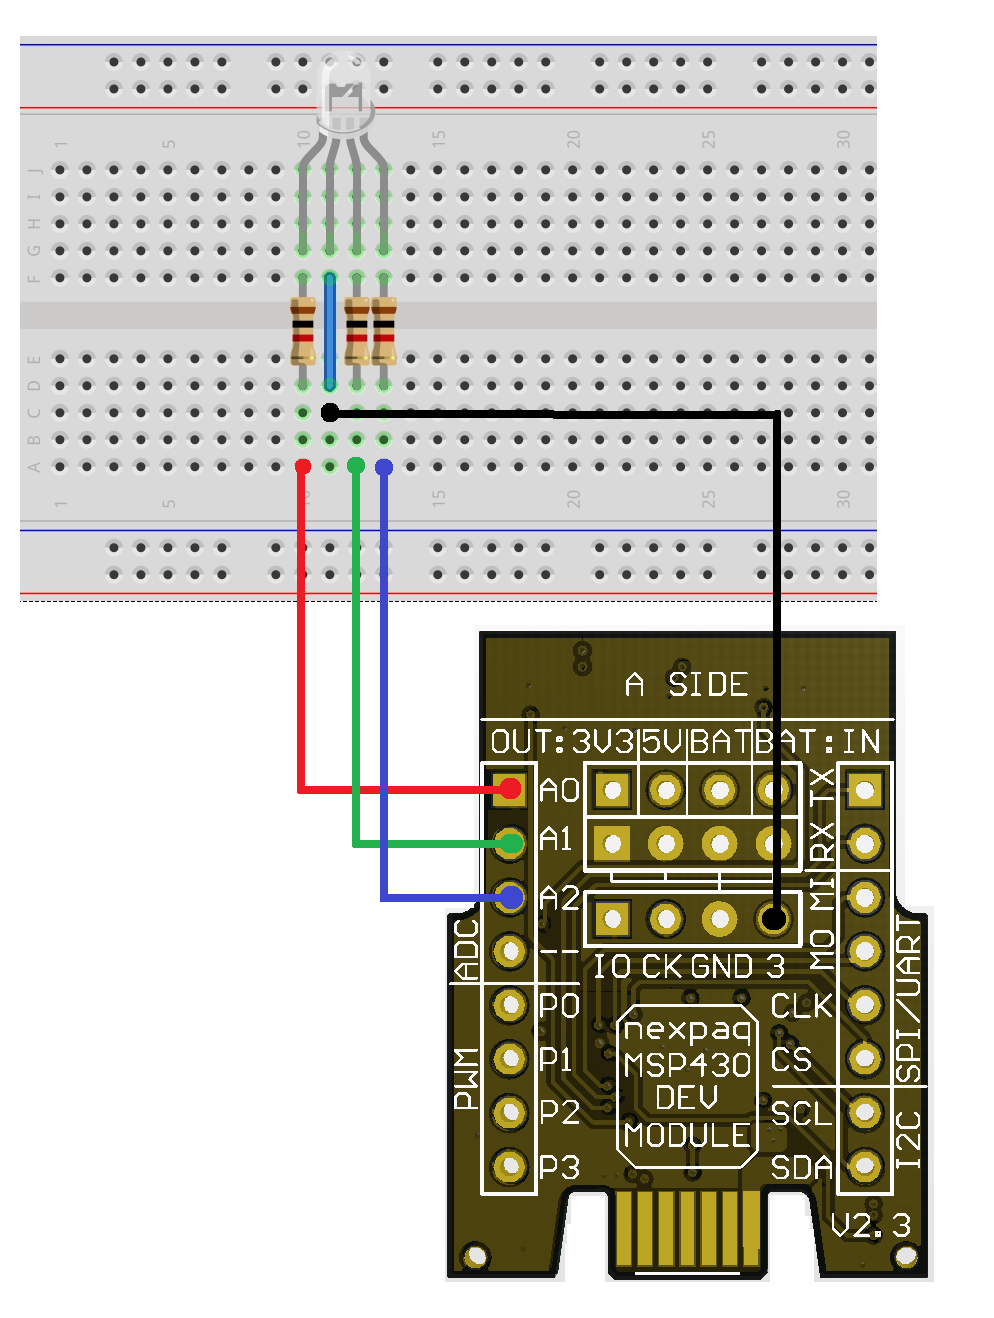 1 5 10 15 20 25 30
J
I
H
G
F
E
D
C
B
A
1 5 10 15 20 25 30
A SIDE
OUT:3V3 5V BAT BAT:IN
A0
A1
A2
--
ADC
P0
P1
P2
P3
PWM
IO CK GND 3
nexpaq
MSP430
DEV
MODULE
TX
RX
MI
MO
CLK
CS
SPI/UART
SCL
SDA
I2C
V2.3